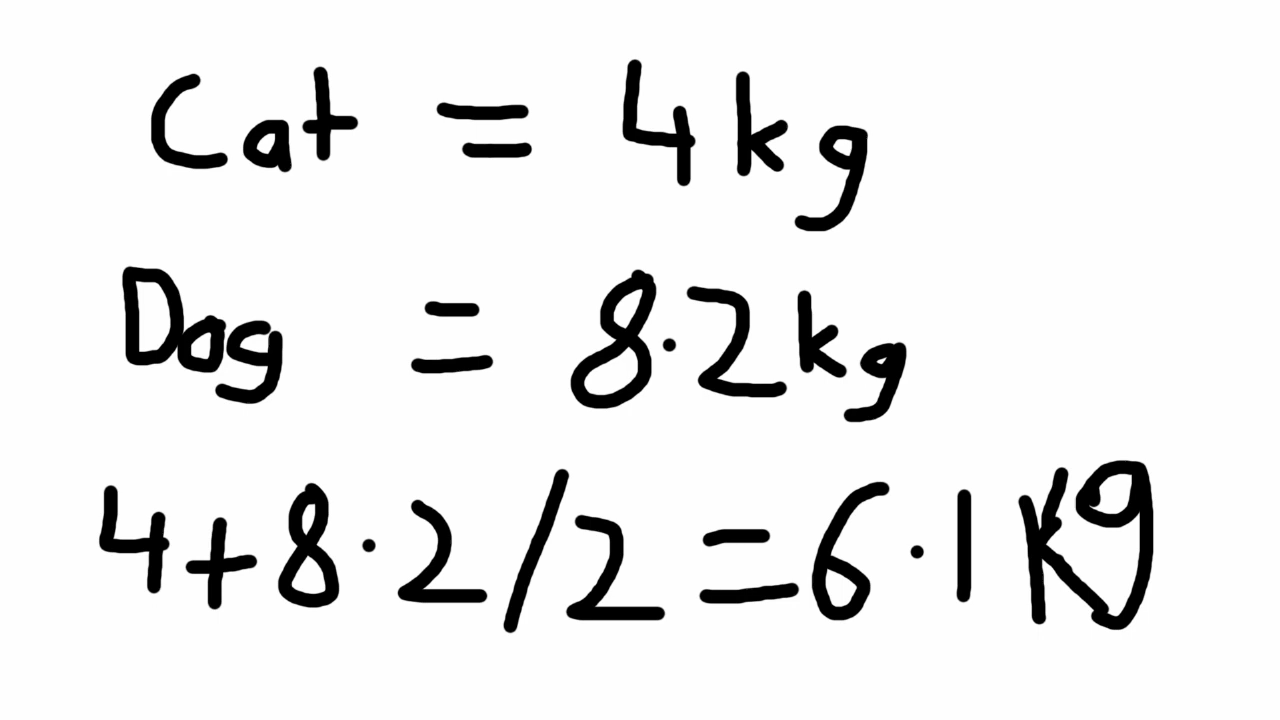 Cat = 4kg
Dog = 8.2kg
4+8.2/2=6.1Kg